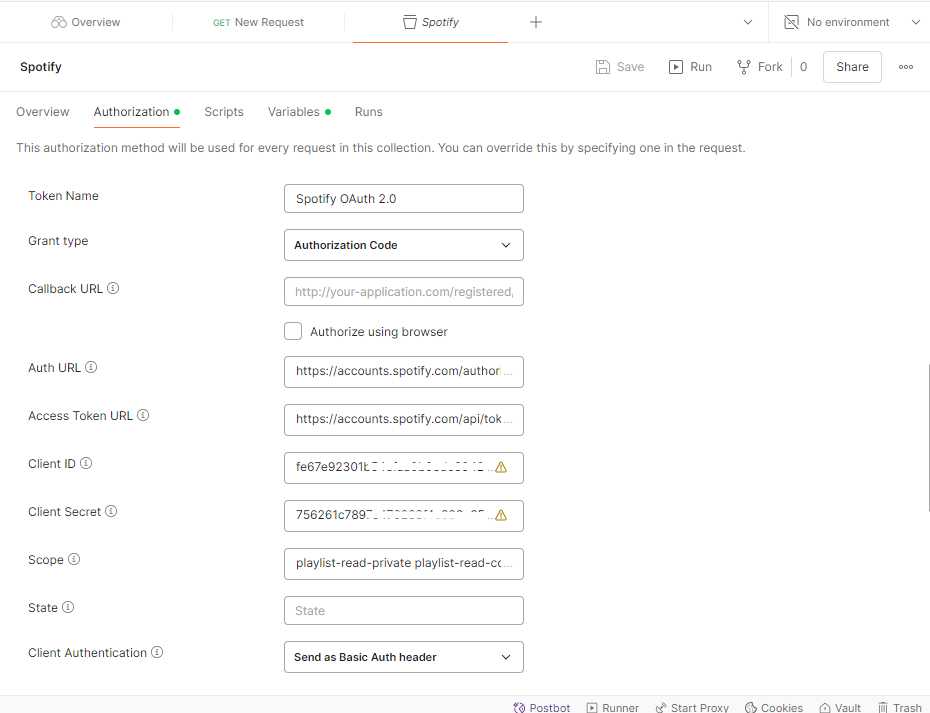 Overview GET New Request Spotify No environment
Spotify Save Run Fork 0 Share
Overview Authorization Scripts Variables Runs
This authorization method will be used for every request in this collection. You can override this by specifying one in the request.
Token Name Spotify OAuth 2.0
Grant type Authorization Code
Callback URL http://your-application.com/registered/
Authorize using browser
Auth URL https://accounts.spotify.com/author...
Access Token URL https://accounts.spotify.com/api/tok...
Client ID fe67e92301
Client Secret 756261c789
Scope playlist-read-private playlist-read-co...
State State
Client Authentication Send as Basic Auth header
Postbot Runner Start Proxy Cookies Vault Trash